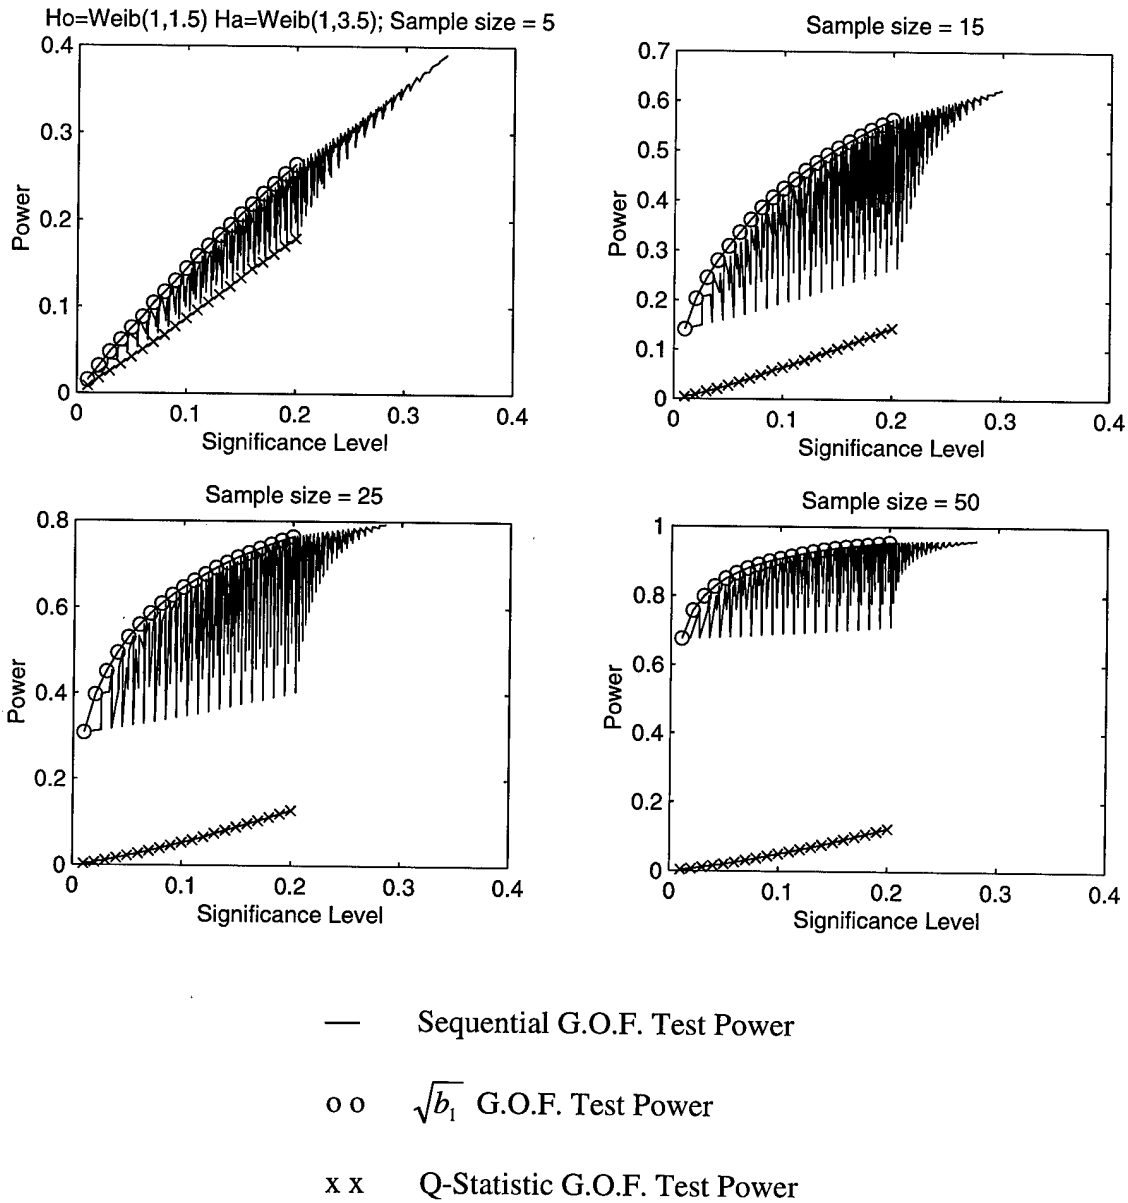 Ho=Weib(1,1.5) Ha=Weib(1,3.5); Sample size = 5
0.4
0.3
0.2
0.1
0
Power
0 0.1 0.2 0.3 0.4
Significance Level
Sample size = 15
0.7
0.6
0.5
0.4
0.3
0.2
0.1
0
Power
0 0.1 0.2 0.3 0.4
Significance Level
Sample size = 25
0.8
0.6
0.4
0.2
0
Power
0 0.1 0.2 0.3 0.4
Significance Level
Sample size = 50
1
0.8
0.6
0.4
0.2
0
Power
0 0.1 0.2 0.3 0.4
Significance Level
— Sequential G.O.F. Test Power
o o √b₁ G.O.F. Test Power
x x Q-Statistic G.O.F. Test Power